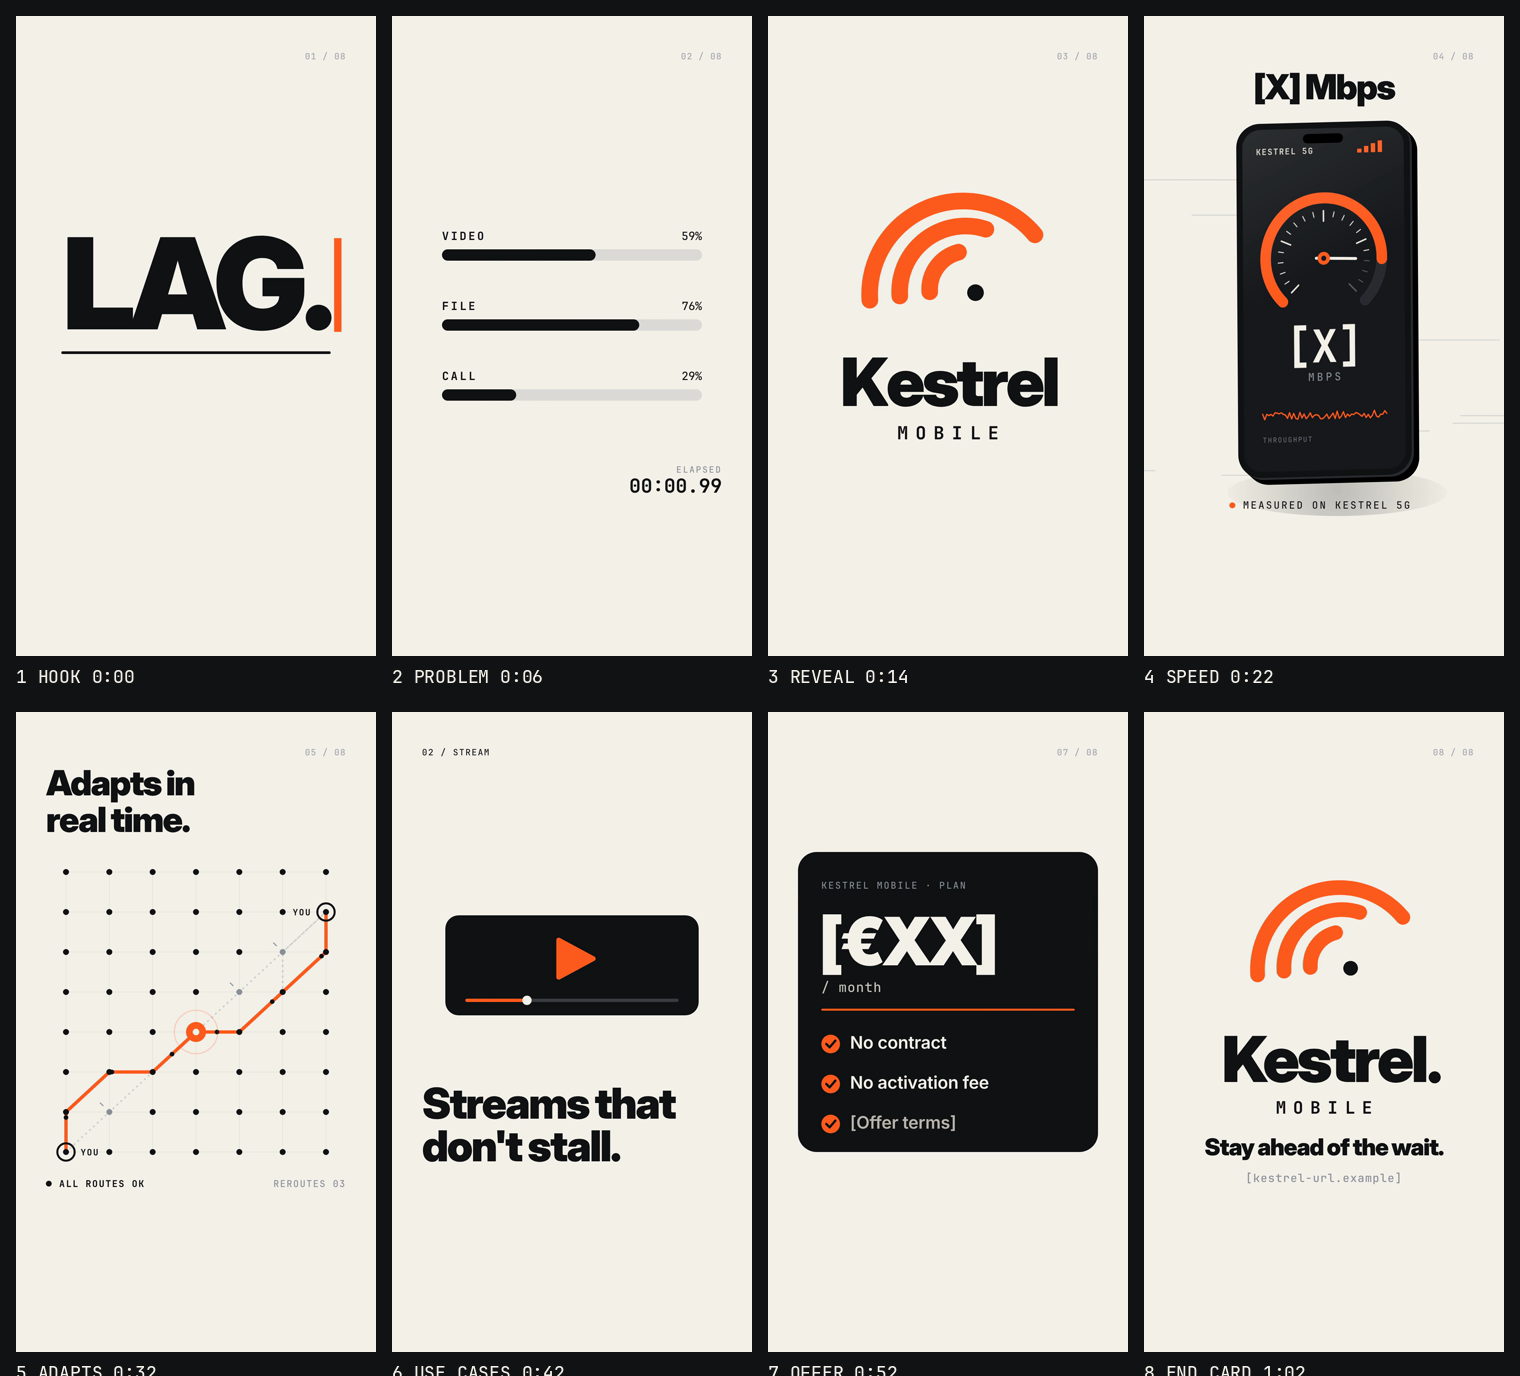 01 / 08
LAG.
1 HOOK 0:00
02 / 08
VIDEO 59%
FILE 76%
CALL 29%
ELAPSED
00:00.99
2 PROBLEM 0:06
03 / 08
Kestrel
MOBILE
3 REVEAL 0:14
04 / 08
[X] Mbps
KESTREL 5G
[X]
MBPS
THROUGHPUT
MEASURED ON KESTREL 5G
4 SPEED 0:22
05 / 08
Adapts in
real time.
YOU
YOU
ALL ROUTES OK REROUTES 03
5 ADAPTS 0:32
02 / STREAM
Streams that
don't stall.
6 USE CASES 0:42
07 / 08
KESTREL MOBILE · PLAN
[€XX]
/ month
No contract
No activation fee
[Offer terms]
7 OFFER 0:52
08 / 08
Kestrel.
MOBILE
Stay ahead of the wait.
[kestrel-url.example]
8 END CARD 1:02